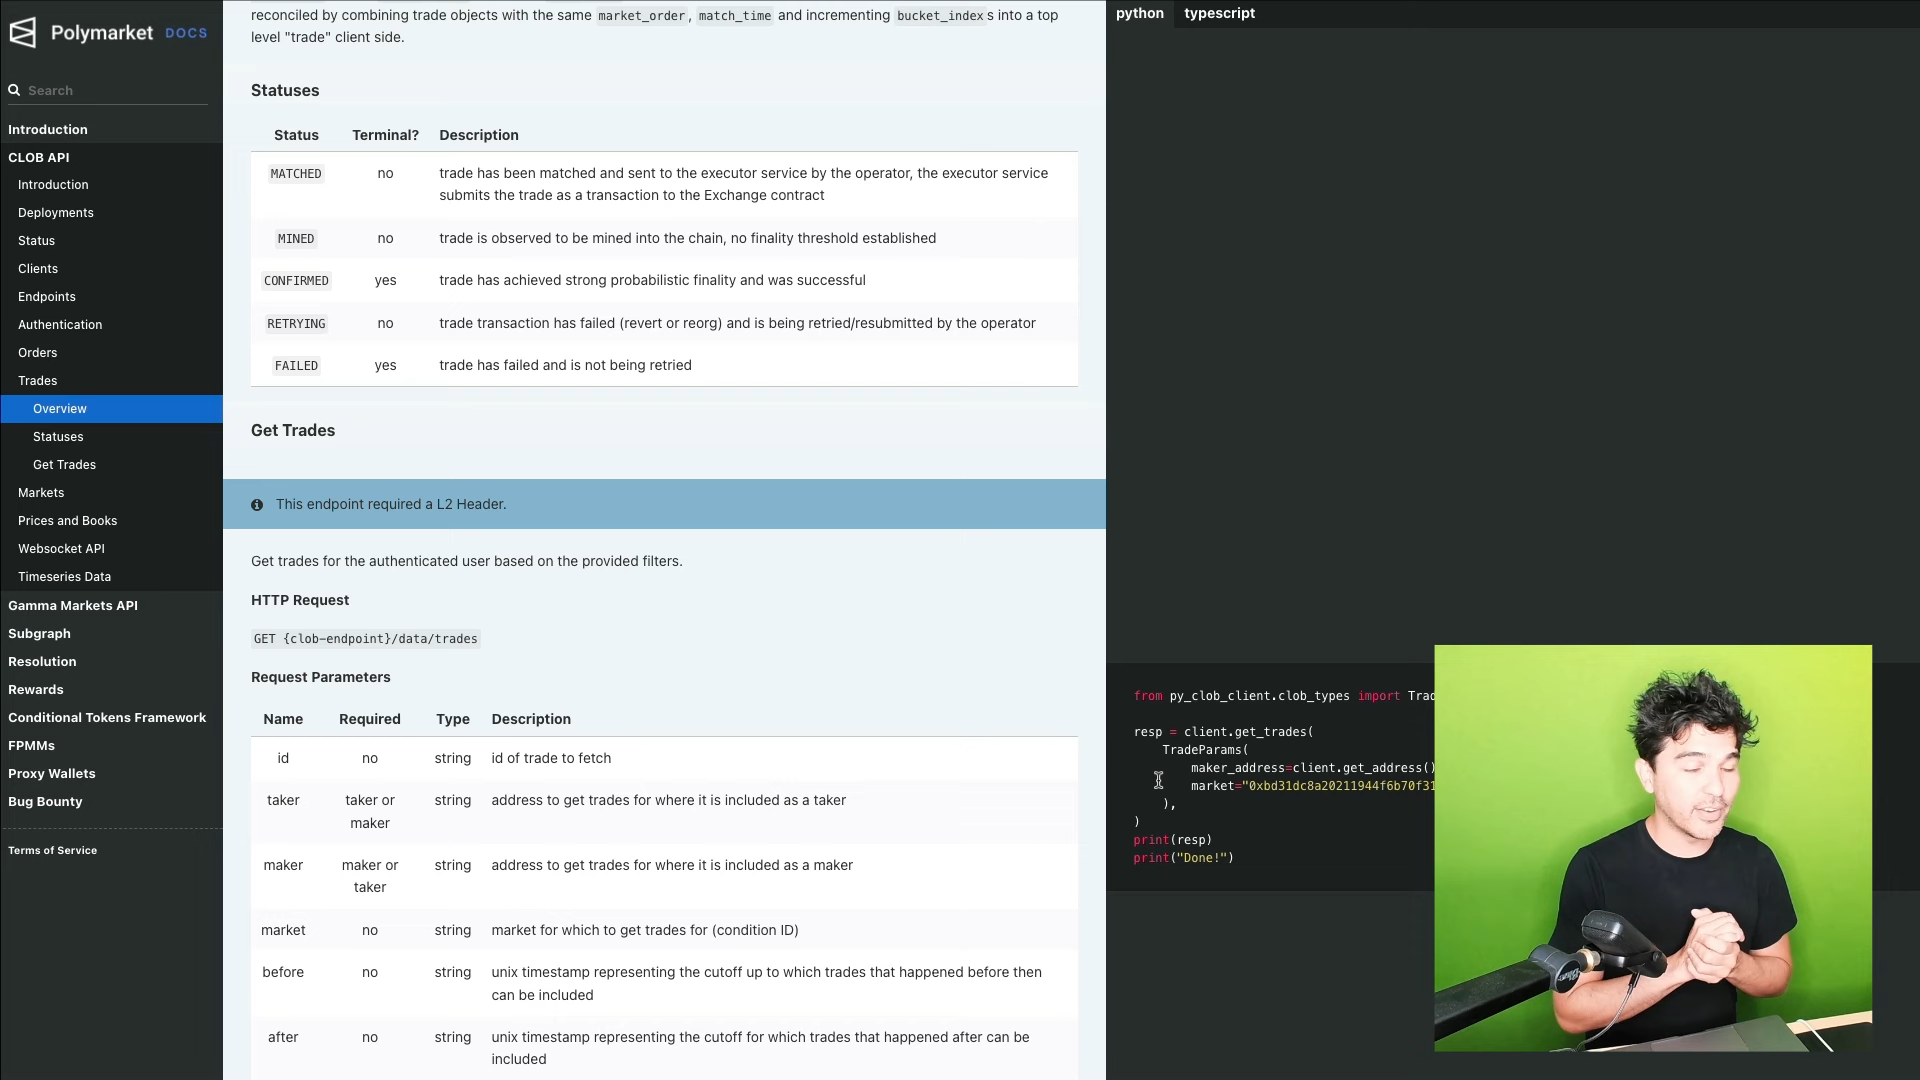 Polymarket DOCS
Search
Introduction
CLOB API
Introduction
Deployments
Status
Clients
Endpoints
Authentication
Orders
Trades
Overview
Statuses
Get Trades
Markets
Prices and Books
Websocket API
Timeseries Data
Gamma Markets API
Subgraph
Resolution
Rewards
Conditional Tokens Framework
FPMMs
Proxy Wallets
Bug Bounty
Terms of Service
reconciled by combining trade objects with the same market_order, match_time and incrementing bucket_index s into a top
level "trade" client side.
Statuses
Status Terminal? Description
MATCHED no trade has been matched and sent to the executor service by the operator, the executor service
submits the trade as a transaction to the Exchange contract
MINED no trade is observed to be mined into the chain, no finality threshold established
CONFIRMED yes trade has achieved strong probabilistic finality and was successful
RETRYING no trade transaction has failed (revert or reorg) and is being retried/resubmitted by the operator
FAILED yes trade has failed and is not being retried
Get Trades
This endpoint required a L2 Header.
Get trades for the authenticated user based on the provided filters.
HTTP Request
GET {clob-endpoint}/data/trades
Request Parameters
Name Required Type Description
id no string id of trade to fetch
taker taker or string address to get trades for where it is included as a taker
maker
maker maker or string address to get trades for where it is included as a maker
taker
market no string market for which to get trades for (condition ID)
before no string unix timestamp representing the cutoff up to which trades that happened before then
can be included
after no string unix timestamp representing the cutoff for which trades that happened after can be
included
python typescript
from py_clob_client.clob_types import Trad
resp = client.get_trades(
TradeParams(
maker_address=client.get_address()
market="0xbd31dc8a20211944f6b70f31
),
)
print(resp)
print("Done!")